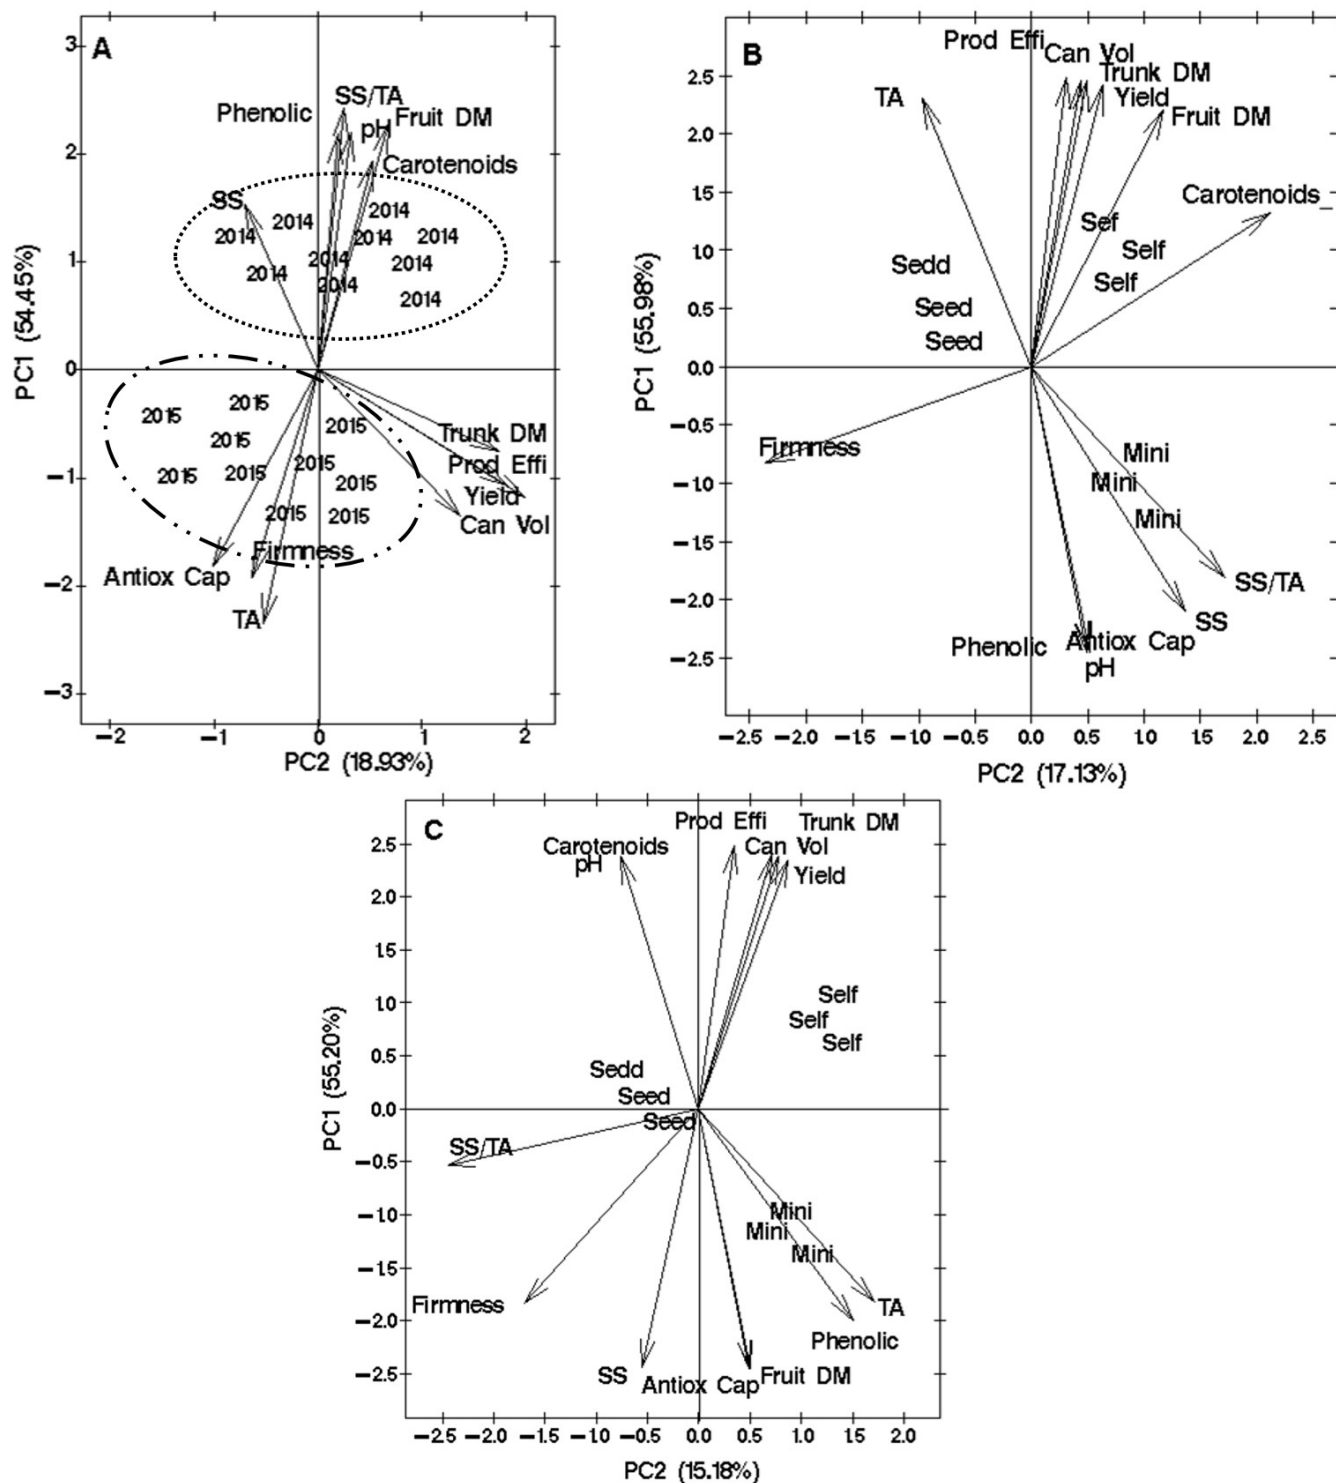 A
3
SS/TA
Phenolic
Fruit DM
pH
2
Carotenoids
SS
2014
2014
2014
2014
2014
2014
2014
2014
2014
2014
1
PC1 (54.45%)
0
2015
2015
2015
2015
2015
2015
2015
2015
2015
2015
Trunk DM
Prod Effi
Yield
Can Vol
−1
Firmness
Antiox Cap
−2
TA
−3
−2 −1 0 1 2
PC2 (18.93%)
B
Prod Effi
Can Vol
2.5
Trunk DM
TA
Yield
Fruit DM
2.0
1.5
Carotenoids_
Sef
1.0
Self
Sedd
Self
0.5
Seed
Seed
PC1 (55.98%)
0.0
−0.5
Firmness
Mini
−1.0
Mini
Mini
−1.5
SS/TA
−2.0
SS
Phenolic
Antiox Cap
−2.5
pH
−2.5 −2.0 −1.5 −1.0 −0.5 0.0 0.5 1.0 1.5 2.0 2.5
PC2 (17.13%)
C
Prod Effi
Trunk DM
2.5
Carotenoids
Can Vol
pH
Yield
2.0
1.5
10
Self
Self
Self
0.5
Sedd
Seed
PC1 (55.20%)
0.0
Seed
SS/TA
−0.5
−1.0
Mini
Mini
Mini
−1.5
Firmness
TA
−2.0
Phenolic
−2.5
SS
Antiox Cap
Fruit DM
−2.5 −2.0 −1.5 −1.0 −0.5 0.0 0.5 1.0 1.5 2.0
PC2 (15.18%)